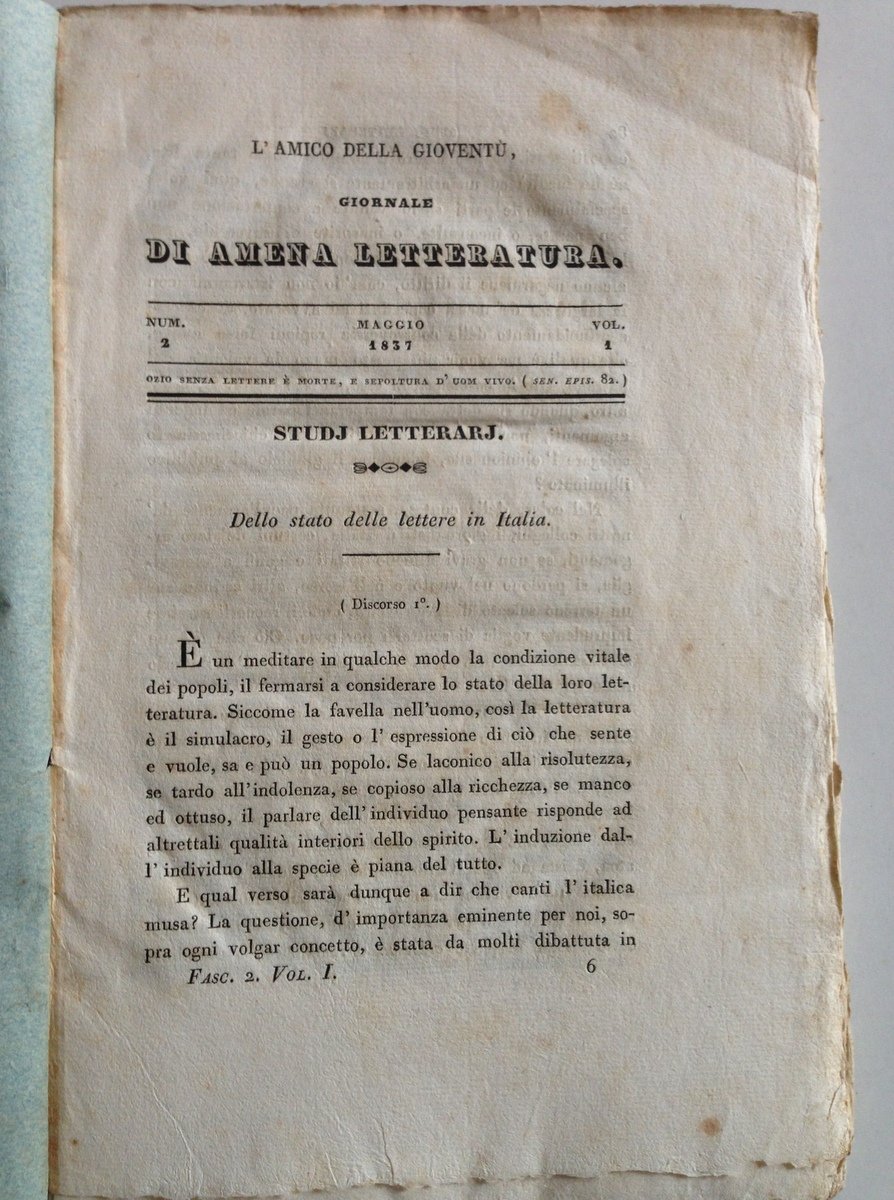 L' AMICO DELLA GIOVENTÙ,
GIORNALE
DI AMENA LETTERATURA.
NUM. MAGGIO VOL.
2 1837 1
OZIO SENZA LETTERE È MORTE, E SEPOLTURA D' UOM VIVO. ( SEN. EPIS. 82. )
STUDJ LETTERARJ.
Dello stato delle lettere in Italia.
( Discorso 1º. )
È un meditare in qualche modo la condizione vitale
dei popoli, il fermarsi a considerare lo stato della loro let-
teratura. Siccome la favella nell'uomo, così la letteratura
è il simulacro, il gesto o l' espressione di ciò che sente
e vuole, sa e può un popolo. Se laconico alla risolutezza,
se tardo all'indolenza, se copioso alla ricchezza, se manco
ed ottuso, il parlare dell' individuo pensante risponde ad
altrettali qualità interiori dello spirito. L' induzione dal-
l' individuo alla specie è piana del tutto.
E qual verso sarà dunque a dir che canti l' italica
musa? La questione, d' importanza eminente per noi, so-
pra ogni volgar concetto, è stata da molti dibattuta in
FASC. 2. VOL. I. 6